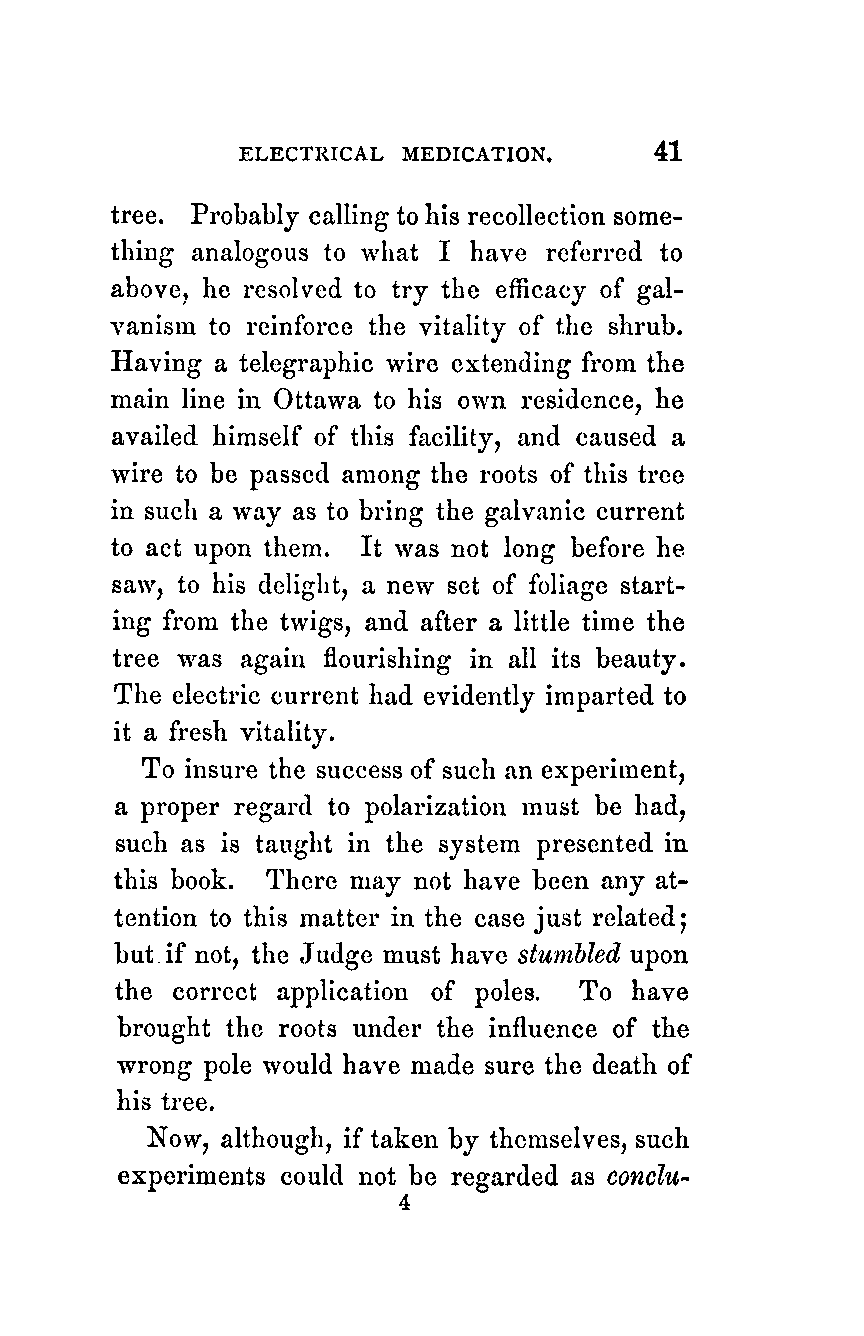 ELECTRICAL MEDICATION. 41
tree. Probably calling to his recollection some-
thing analogous to what I have referred to
above, he resolved to try the efficacy of gal-
vanism to reinforce the vitality of the shrub.
Having a telegraphic wire extending from the
main line in Ottawa to his own residence, he
availed himself of this facility, and caused a
wire to be passed among the roots of this tree
in such a way as to bring the galvanic current
to act upon them. It was not long before he
saw, to his delight, a new set of foliage start-
ing from the twigs, and after a little time the
tree was again flourishing in all its beauty.
The electric current had evidently imparted to
it a fresh vitality.
To insure the success of such an experiment,
a proper regard to polarization must be had,
such as is taught in the system presented in
this book. There may not have been any at-
tention to this matter in the case just related;
but if not, the Judge must have stumbled upon
the correct application of poles. To have
brought the roots under the influence of the
wrong pole would have made sure the death of
his tree.
Now, although, if taken by themselves, such
experiments could not be regarded as conclu-
4